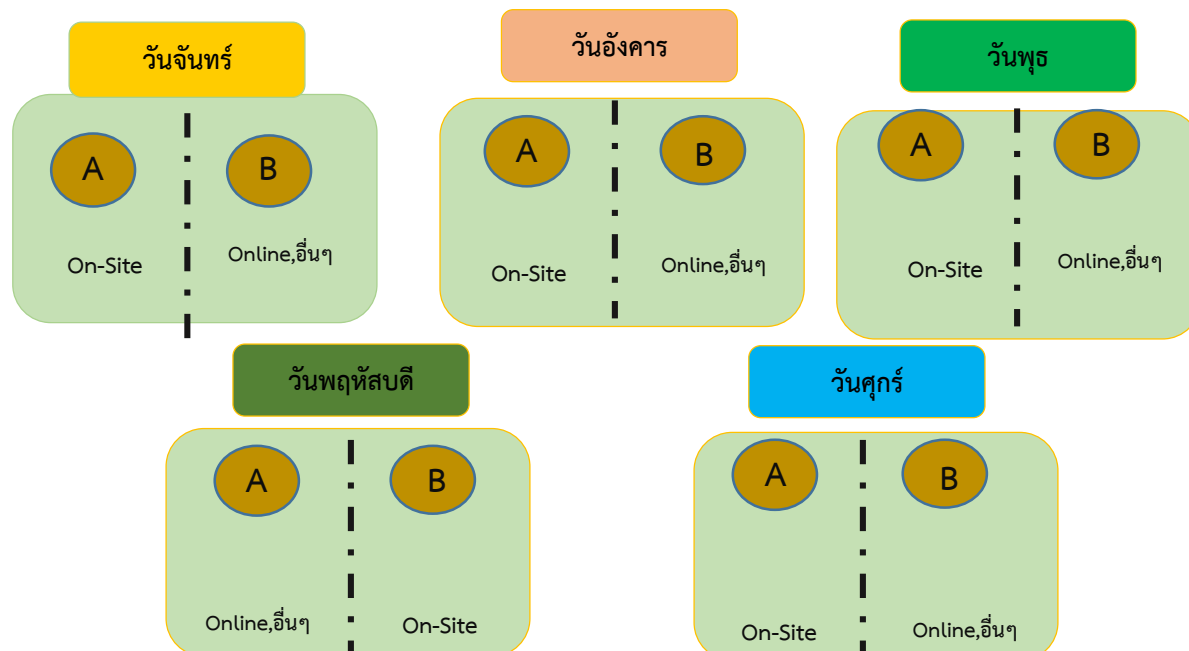 วันจันทร์
A
B
On-Site
Online,อื่นๆ
วันอังคาร
A
B
On-Site
Online,อื่นๆ
วันพุธ
A
B
On-Site
Online,อื่นๆ
วันพฤหัสบดี
A
B
Online,อื่นๆ
On-Site
วันศุกร์
A
B
On-Site
Online,อื่นๆ